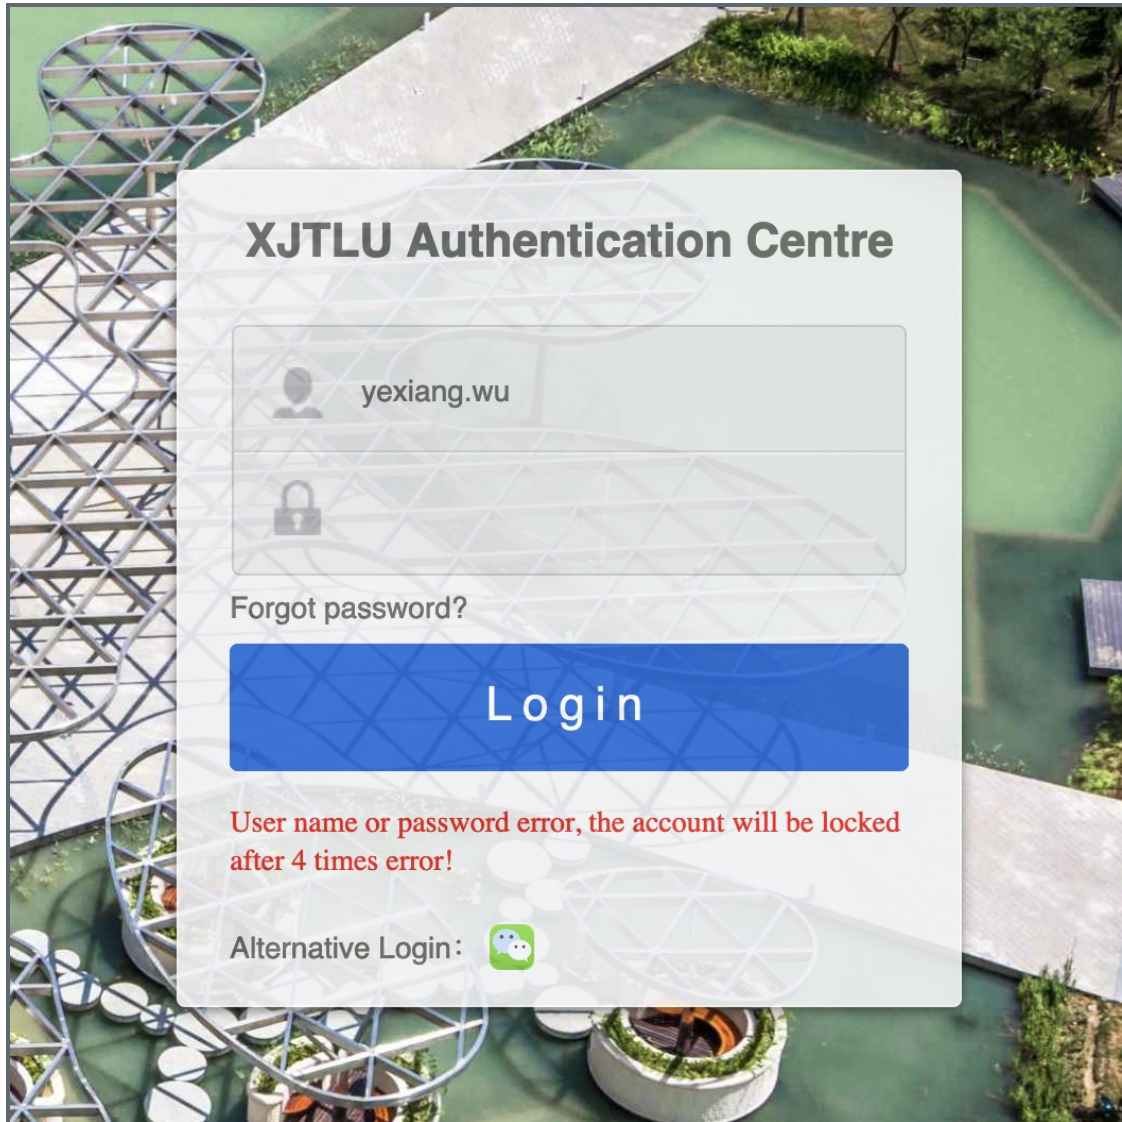 XJTLU Authentication Centre
yexiang.wu
Forgot password?
Login
User name or password error, the account will be locked
after 4 times error!
Alternative Login：